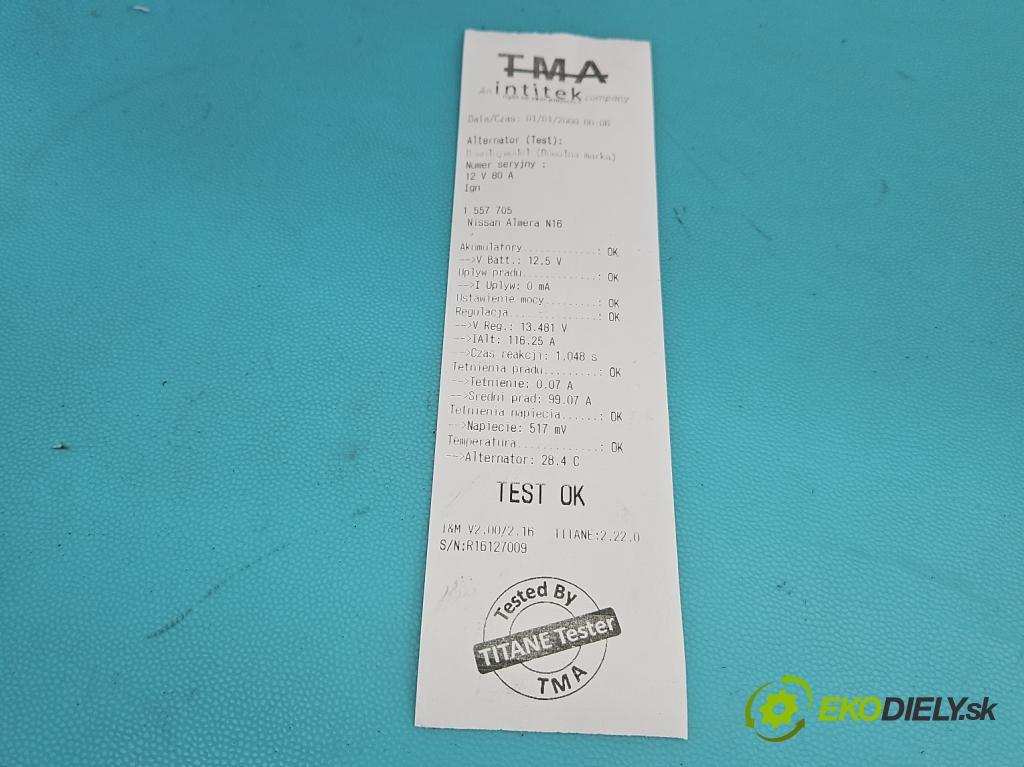 TMA
An intitek company
Data/Czas: 01/01/2000 00:06
Alternator (Test):
(Dowolna marka)
Numer seryjny :
12 V 80 A
Ign
1 557 705
Nissan Almera N16
Akumulatory............: OK
-->V Batt.: 12.5 V
Uplyw pradu............: OK
-->I Uplyw: 0 mA
Ustawienie mocy.........: OK
Regulacja..............: OK
-->V Reg.: 13.481 V
-->IAlt: 116.25 A
-->Czas reakcji: 1.048 s
Tetnienia pradu.........: OK
-->Tetnienie: 0.07 A
-->Sredni prad: 99.07 A
Tetnienia napiecia......: OK
-->Napiecie: 517 mV
Temperatura.............: OK
-->Alternator: 28.4 C
TEST OK
I&M V2.00/2.16 TITANE:2.22.0
S/N:R16127009
Tested By
TITANE Tester
TMA
EKODIELY.sk